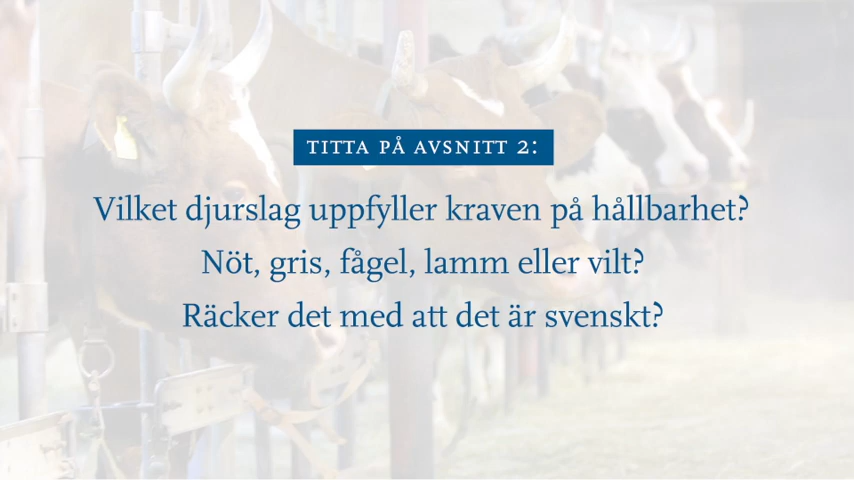 TITTA PÅ AVSNITT 2:
Vilket djurslag uppfyller kraven på hållbarhet?
Nöt, gris, fågel, lamm eller vilt?
Räcker det med att det är svenskt?